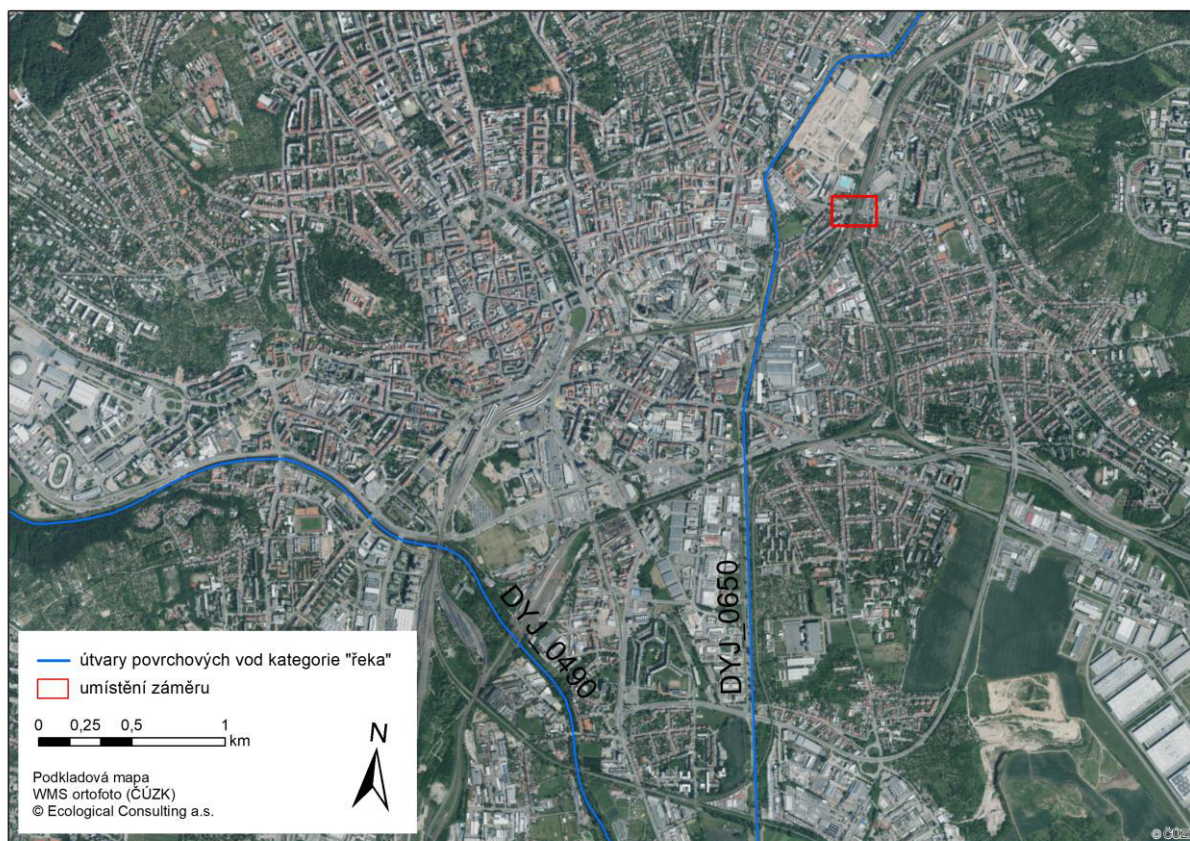 DYJ_0490
DYJ_0650
útvary povrchových vod kategorie "řeka"
umístění záměru
0 0,25 0,5 1
km
N
Podkladová mapa
WMS ortofoto (ČÚZK)
© Ecological Consulting a.s.